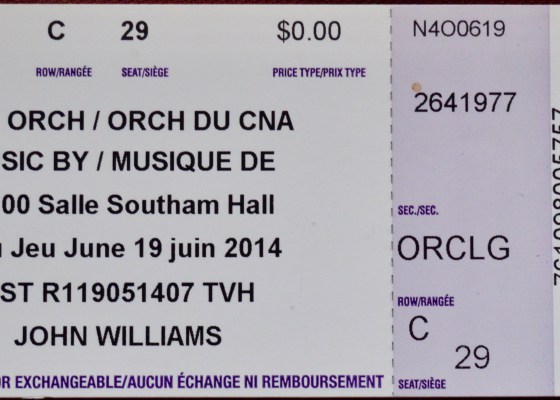 C 29 $0.00
ROW/RANGÉE SEAT/SIÈGE PRICE TYPE/PRIX TYPE
ORCH / ORCH DU CNA
SIC BY / MUSIQUE DE
00 Salle Southam Hall
Jeu June 19 juin 2014
ST R119051407 TVH
JOHN WILLIAMS
OR EXCHANGEABLE/AUCUN ÉCHANGE NI REMBOURSEMENT
N4O0619
2641977
SEC./SEC.
ORCLG
ROW/RANGÉE
C
29
SEAT/SIÈGE